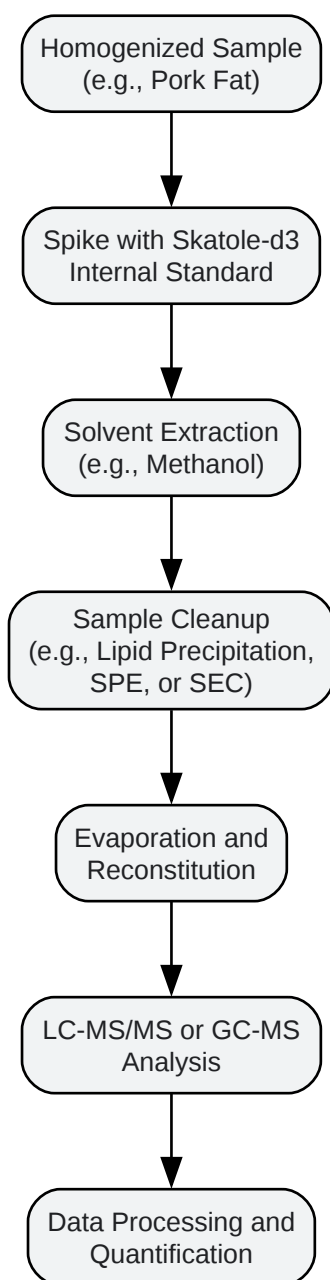 Homogenized Sample
(e.g., Pork Fat)
Spike with Skatole-d3
Internal Standard
Solvent Extraction
(e.g., Methanol)
Sample Cleanup
(e.g., Lipid Precipitation,
SPE, or SEC)
Evaporation and
Reconstitution
LC-MS/MS or GC-MS
Analysis
Data Processing and
Quantification